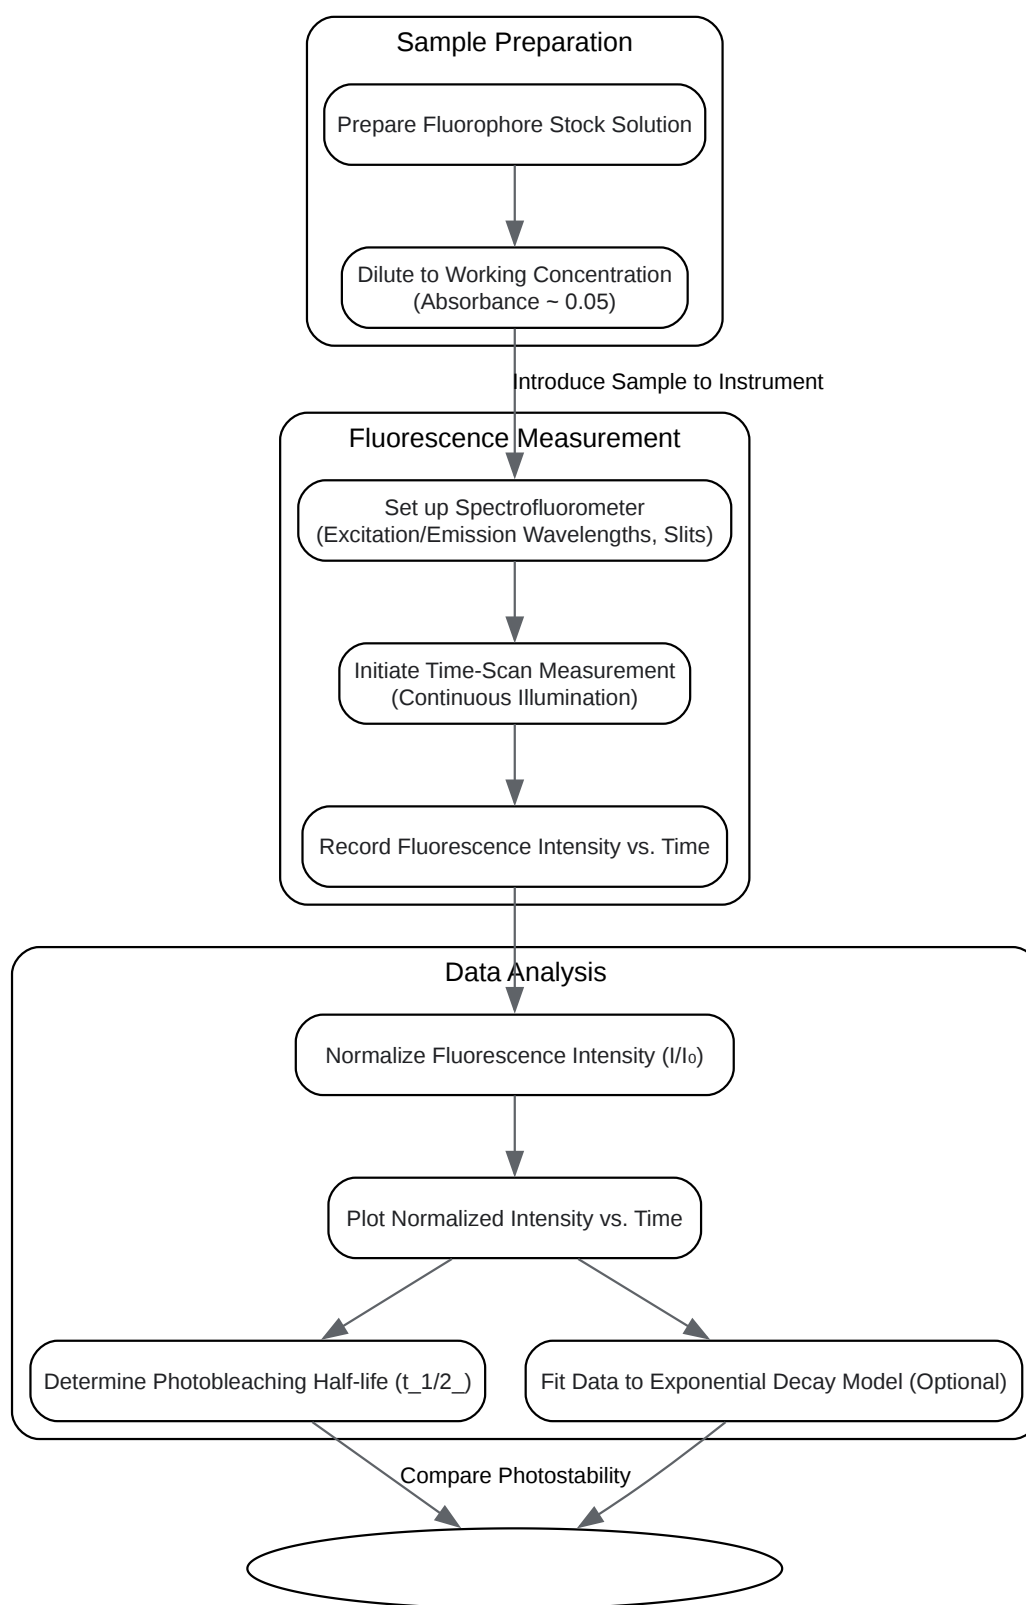 Sample Preparation
Prepare Fluorophore Stock Solution
Dilute to Working Concentration
(Absorbance ~ 0.05)
Introduce Sample to Instrument
Fluorescence Measurement
Set up Spectrofluorometer
(Excitation/Emission Wavelengths, Slits)
Initiate Time-Scan Measurement
(Continuous Illumination)
Record Fluorescence Intensity vs. Time
Data Analysis
Normalize Fluorescence Intensity (I/I₀)
Plot Normalized Intensity vs. Time
Determine Photobleaching Half-life (t_1/2_)
Fit Data to Exponential Decay Model (Optional)
Compare Photostability